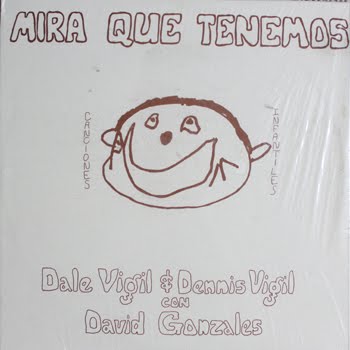 MIRA QUE TENEMOS
CANCIONES
INFANTILES
Dale Vigil & Dennis Vigil
con
David Gonzales